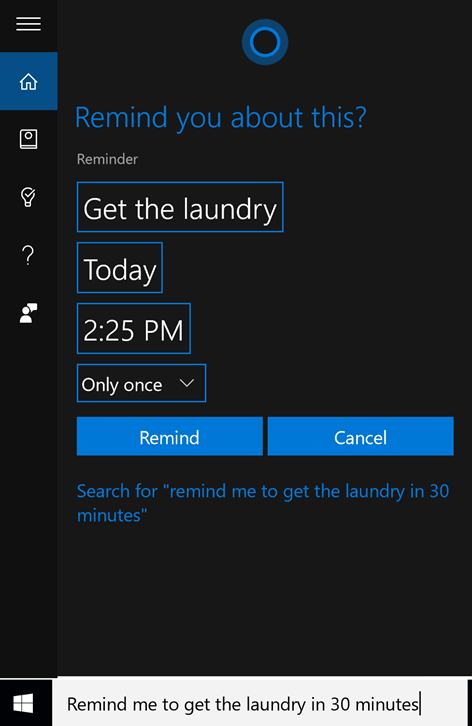 Remind you about this?
Reminder
Get the laundry
Today
2:25 PM
Only once
Remind
Cancel
Search for "remind me to get the laundry in 30
minutes"
Remind me to get the laundry in 30 minutes